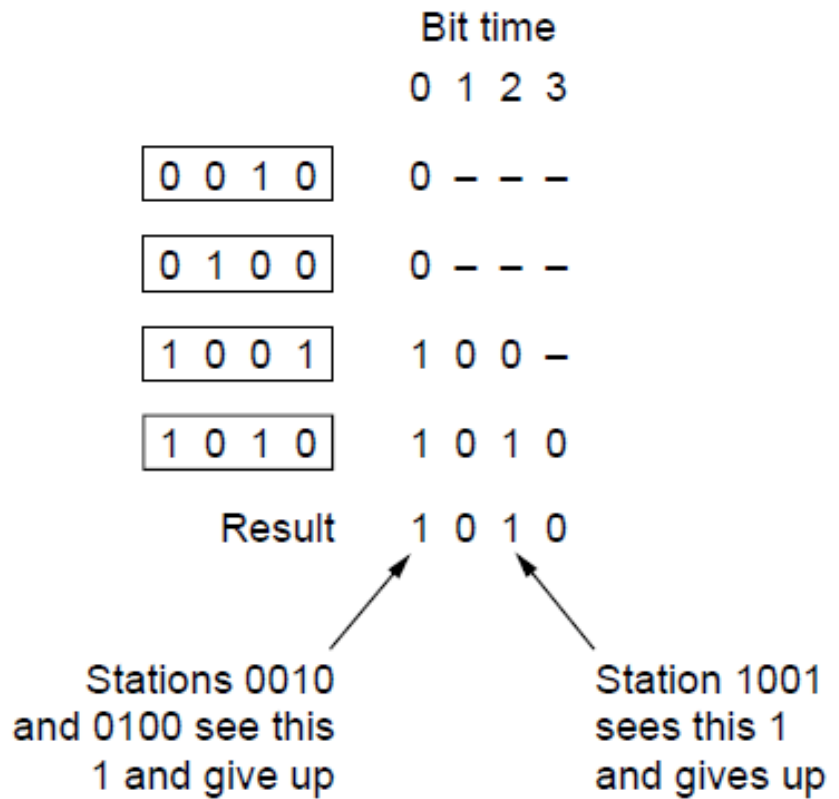 Bit time
0 1 2 3
0 0 1 0 0 – – –
0 1 0 0 0 – – –
1 0 0 1 1 0 0 –
1 0 1 0 1 0 1 0
Result 1 0 1 0
Stations 0010
and 0100 see this
1 and give up
Station 1001
sees this 1
and gives up